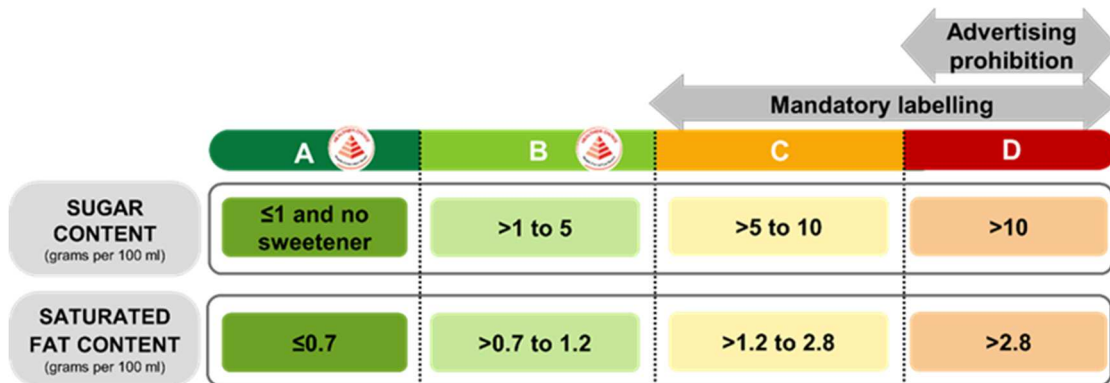 Advertising
prohibition
Mandatory labelling
A
B
C
D
SUGAR
CONTENT
(grams per 100 ml)
≤1 and no
sweetener
>1 to 5
>5 to 10
>10
SATURATED
FAT CONTENT
(grams per 100 ml)
≤0.7
>0.7 to 1.2
>1.2 to 2.8
>2.8